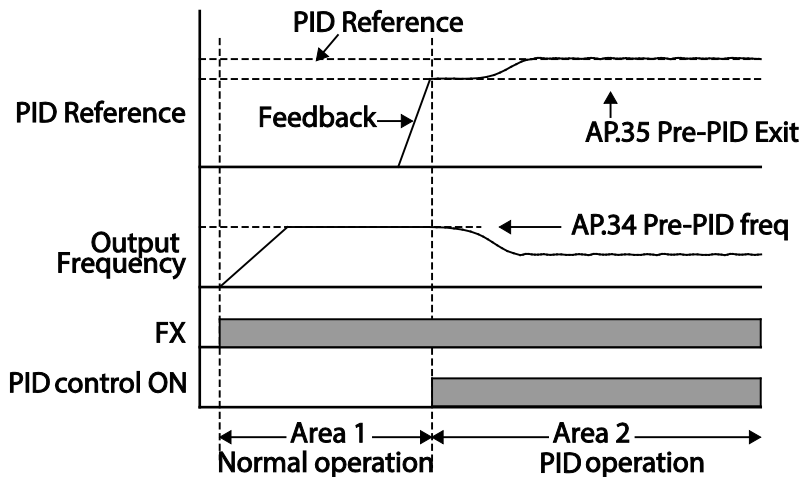 PID Reference
PID Reference
Feedback
AP.35 Pre-PID Exit
AP.34 Pre-PID freq
Output
Frequency
FX
PID control ON
Area 1
Area 2
Normal operation
PID operation